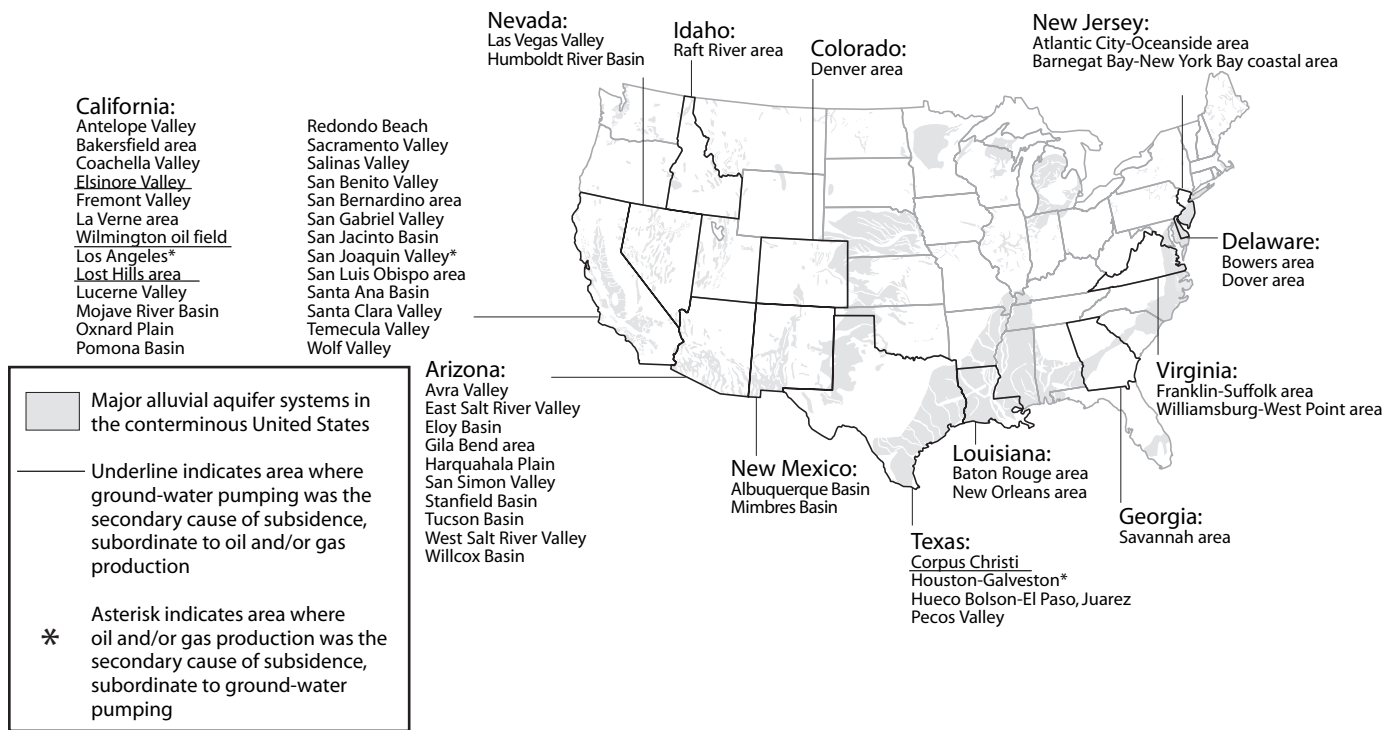 Nevada:
Las Vegas Valley
Humboldt River Basin
Idaho:
Raft River area
Colorado:
Denver area
New Jersey:
Atlantic City-Oceanside area
Barnegat Bay-New York Bay coastal area
California:
Antelope Valley
Bakersfield area
Coachella Valley
Elsinore Valley
Fremont Valley
La Verne area
Wilmington oil field
Los Angeles*
Lost Hills area
Lucerne Valley
Mojave River Basin
Oxnard Plain
Pomona Basin
Redondo Beach
Sacramento Valley
Salinas Valley
San Benito Valley
San Bernardino area
San Gabriel Valley
San Jacinto Basin
San Joaquin Valley*
San Luis Obispo area
Santa Ana Basin
Santa Clara Valley
Temecula Valley
Wolf Valley
Delaware:
Bowers area
Dover area
Virginia:
Franklin-Suffolk area
Williamsburg-West Point area
Arizona:
Avra Valley
East Salt River Valley
Eloy Basin
Gila Bend area
Harquahala Plain
San Simon Valley
Stanfield Basin
Tucson Basin
West Salt River Valley
Willcox Basin
New Mexico:
Albuquerque Basin
Mimbres Basin
Louisiana:
Baton Rouge area
New Orleans area
Georgia:
Savannah area
Texas:
Corpus Christi
Houston-Galveston*
Hueco Bolson-El Paso, Juarez
Pecos Valley
Major alluvial aquifer systems in
the conterminous United States
Underline indicates area where
ground-water pumping was the
secondary cause of subsidence,
subordinate to oil and/or gas
production
* Asterisk indicates area where
oil and/or gas production was the
secondary cause of subsidence,
subordinate to ground-water
pumping